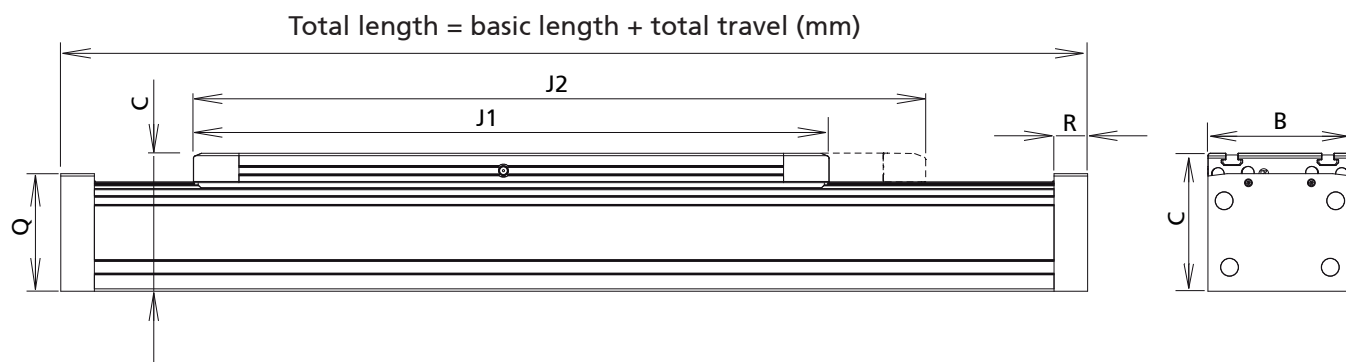 Total length = basic length + total travel (mm)
C
J2
J1
R
B
Q
C